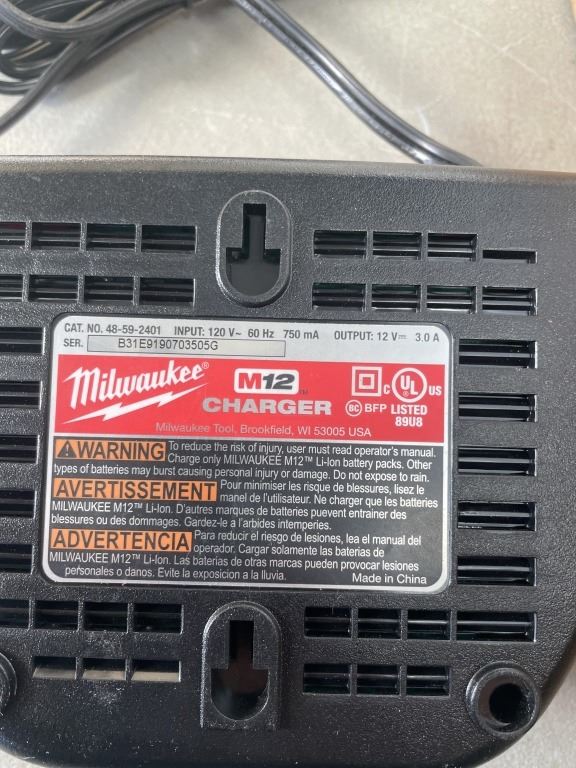 CAT. NO. 48-59-2401 INPUT: 120 V~ 60 Hz 750 mA OUTPUT: 12 V⎓ 3.0 A
SER. B31E9190703505G
Milwaukee® M12™ CHARGER
C UL® US
BC BFP LISTED
89U8
Milwaukee Tool, Brookfield, WI 53005 USA
WARNING To reduce the risk of injury, user must read operator's manual.
Charge only MILWAUKEE M12™ Li-Ion battery packs. Other
types of batteries may burst causing personal injury or damage. Do not expose to rain.
AVERTISSEMENT Pour minimiser les risque de blessures, lisez le
manel de l'utilisateur. Ne charger que les batteries
MILWAUKEE M12™ Li-Ion. D'autres marques de batteries pouvent entrainer des
blessures ou des dommages. Gardez-le a l'arbides intemperies.
ADVERTENCIA Para reducir el riesgo de lesiones, lea el manual del
operador. Cargar solamente las baterias de
MILWAUKEE M12™ Li-Ion. Las baterias de otras marcas pueden provocar lesiones
personales o danos. Evite la exposicion a la lluvia. Made in China